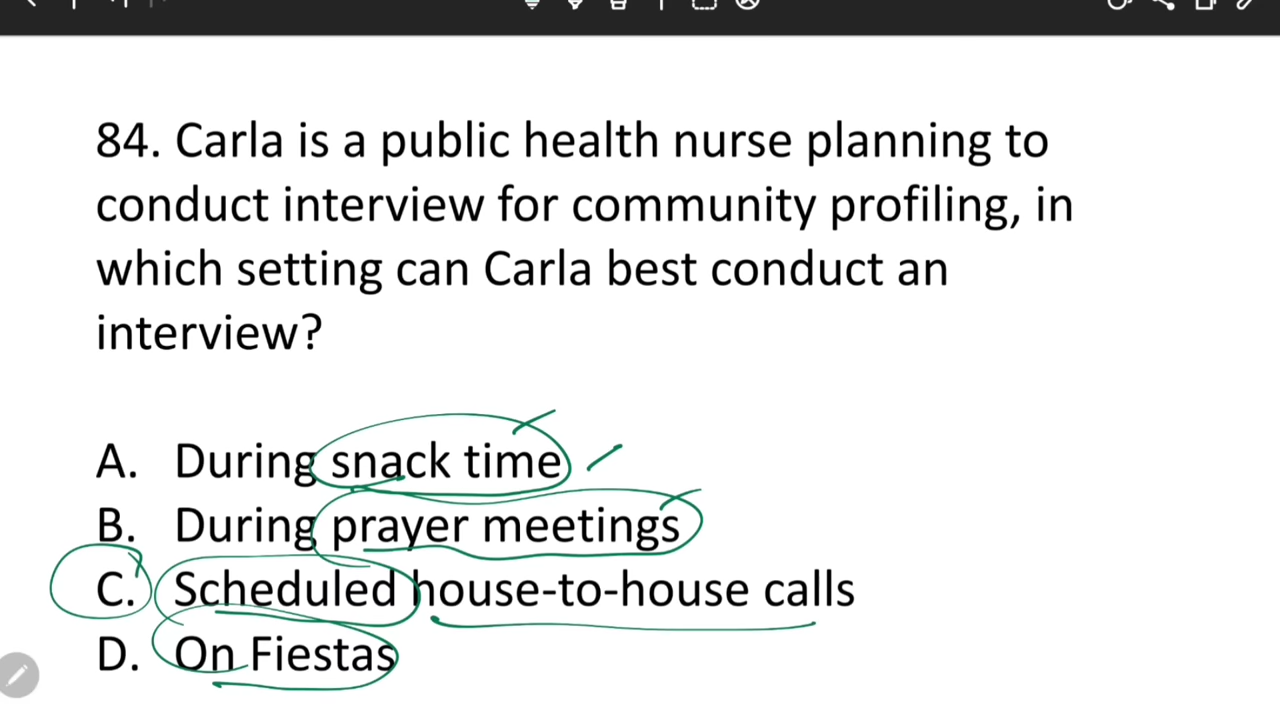 84. Carla is a public health nurse planning to
conduct interview for community profiling, in
which setting can Carla best conduct an
interview?
A. During snack time
B. During prayer meetings
C. Scheduled house-to-house calls
D. On Fiestas